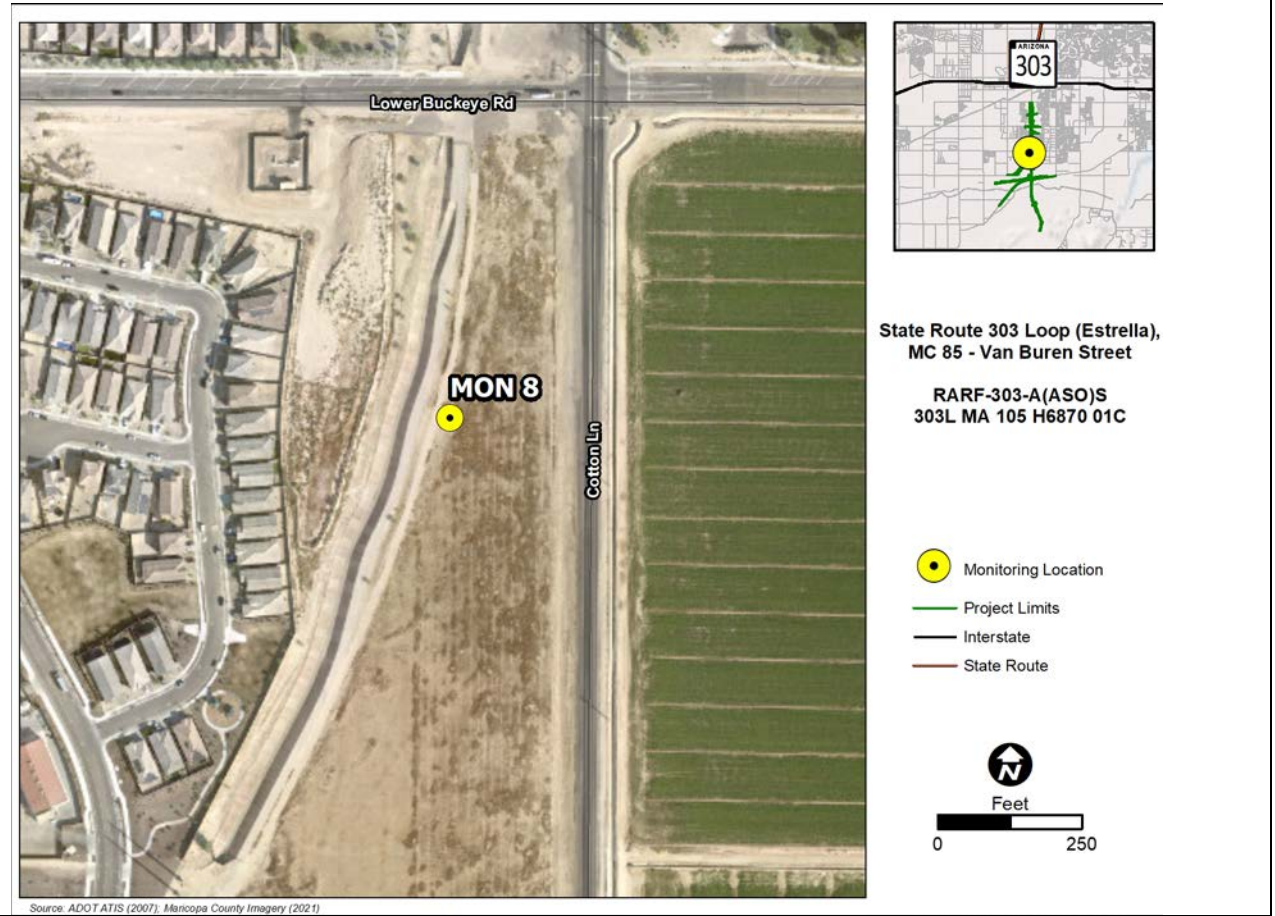 Lower Buckeye Rd
MON 8
Cotton Ln
ARIZONA
303
State Route 303 Loop (Estrella),
MC 85 - Van Buren Street
RARF-303-A(ASO)S
303L MA 105 H6870 01C
Monitoring Location
Project Limits
Interstate
State Route
N
Feet
0 250
Source: ADOT ATIS (2007); Maricopa County Imagery (2021)